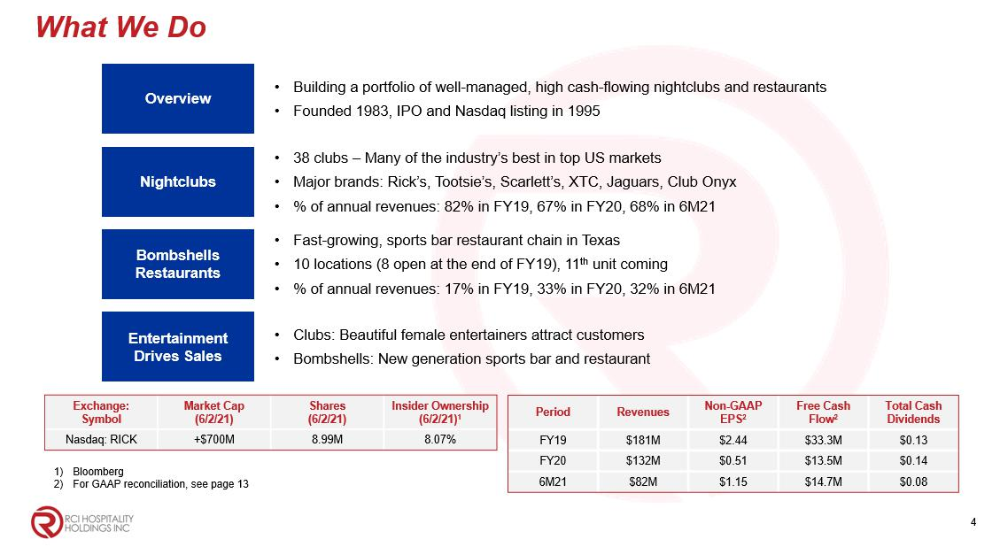 What We Do
Overview
• Building a portfolio of well-managed, high cash-flowing nightclubs and restaurants
• Founded 1983, IPO and Nasdaq listing in 1995
Nightclubs
• 38 clubs – Many of the industry's best in top US markets
• Major brands: Rick's, Tootsie's, Scarlett's, XTC, Jaguars, Club Onyx
• % of annual revenues: 82% in FY19, 67% in FY20, 68% in 6M21
Bombshells
Restaurants
• Fast-growing, sports bar restaurant chain in Texas
• 10 locations (8 open at the end of FY19), 11th unit coming
• % of annual revenues: 17% in FY19, 33% in FY20, 32% in 6M21
Entertainment
Drives Sales
• Clubs: Beautiful female entertainers attract customers
• Bombshells: New generation sports bar and restaurant
Exchange: Symbol Market Cap (6/2/21) Shares (6/2/21) Insider Ownership (6/2/21)1
Nasdaq: RICK +$700M 8.99M 8.07%
1) Bloomberg
2) For GAAP reconciliation, see page 13
Period Revenues Non-GAAP EPS2 Free Cash Flow2 Total Cash Dividends
FY19 $181M $2.44 $33.3M $0.13
FY20 $132M $0.51 $13.5M $0.14
6M21 $82M $1.15 $14.7M $0.08
RCI HOSPITALITY
HOLDINGS INC
4